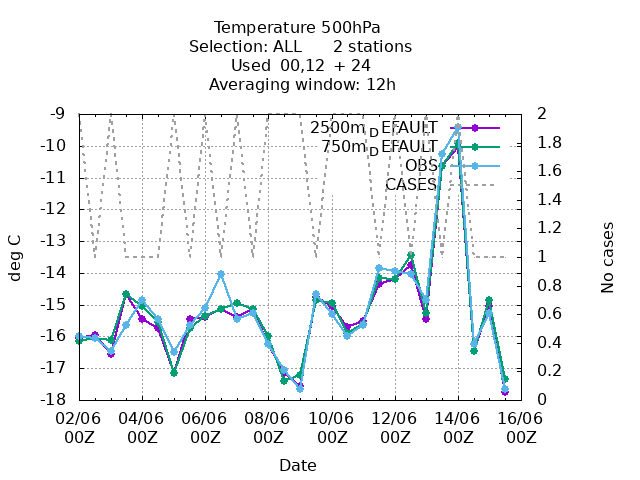 Temperature 500hPa
Selection: ALL 2 stations
Used 00,12 + 24
Averaging window: 12h
-9
-10
-11
-12
-13
-14
-15
-16
-17
-18
deg C
2500m_DEFAULT
750m_DEFAULT
OBS
CASES
2
1.8
1.6
1.4
1.2
1
0.8
0.6
0.4
0.2
0
No cases
02/06 04/06 06/06 08/06 10/06 12/06 14/06 16/06
00Z 00Z 00Z 00Z 00Z 00Z 00Z 00Z
Date